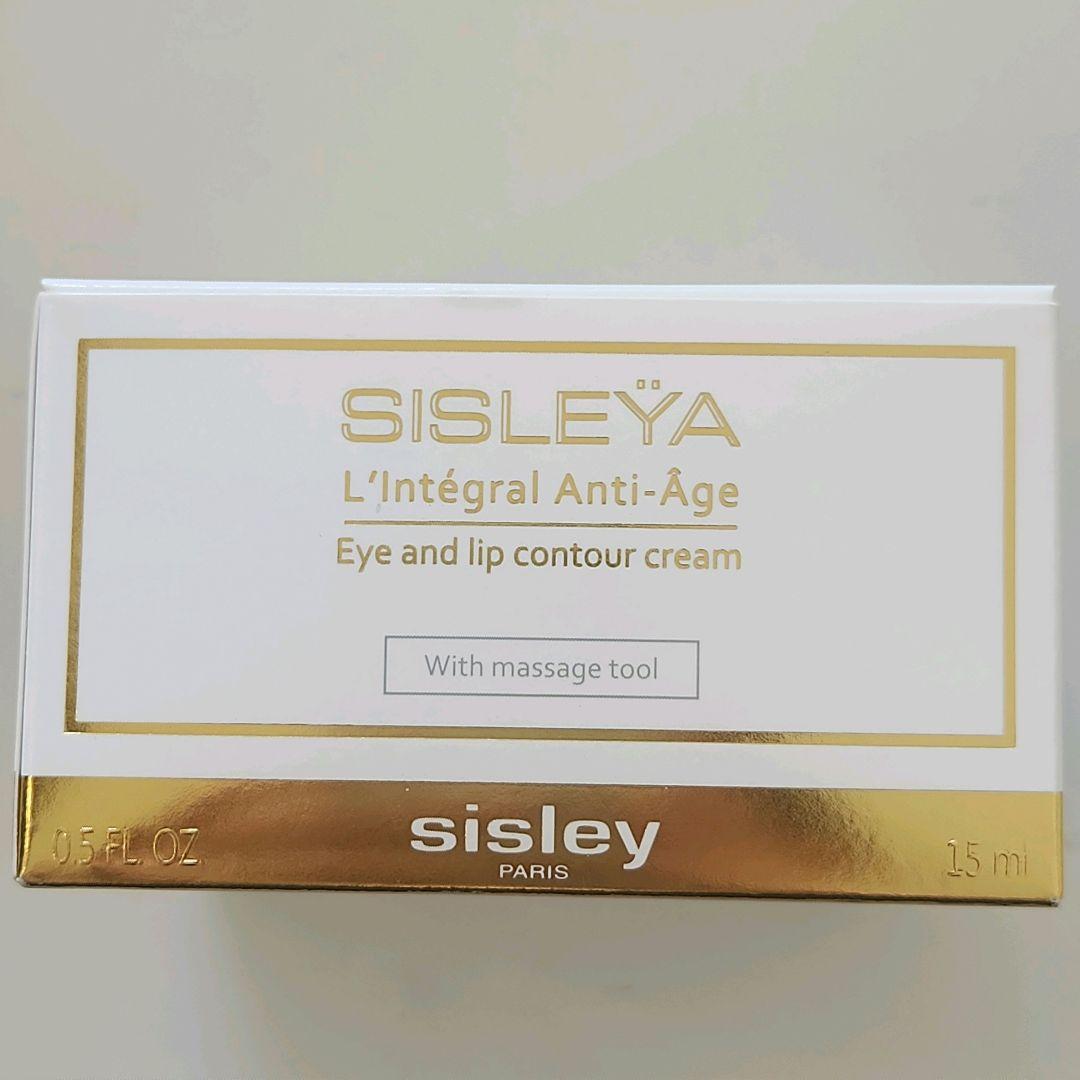 SISLEŸA
L'Intégral Anti-Âge
Eye and lip contour cream
With massage tool
sisley
PARIS
0.5 FL. OZ.
15 ml